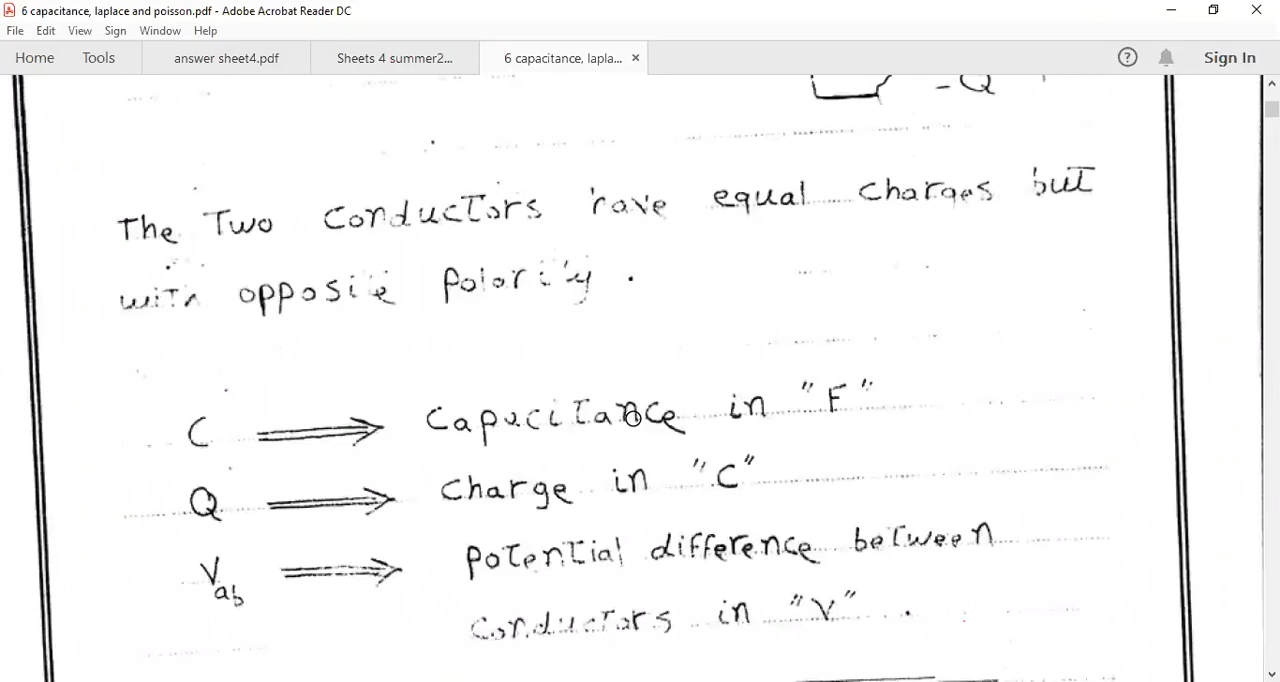 6 capacitance, laplace and poisson.pdf - Adobe Acrobat Reader DC
File Edit View Sign Window Help
Home Tools answer sheet4.pdf Sheets 4 summer2... 6 capacitance, lapla... × ? Sign In
- Q
The Two conductors have equal charges but
with opposite polarity .
C ⟹ capacitance in "F"
Q ⟹ charge in "C"
Vab ⟹ potential difference between
conductors in "V" .